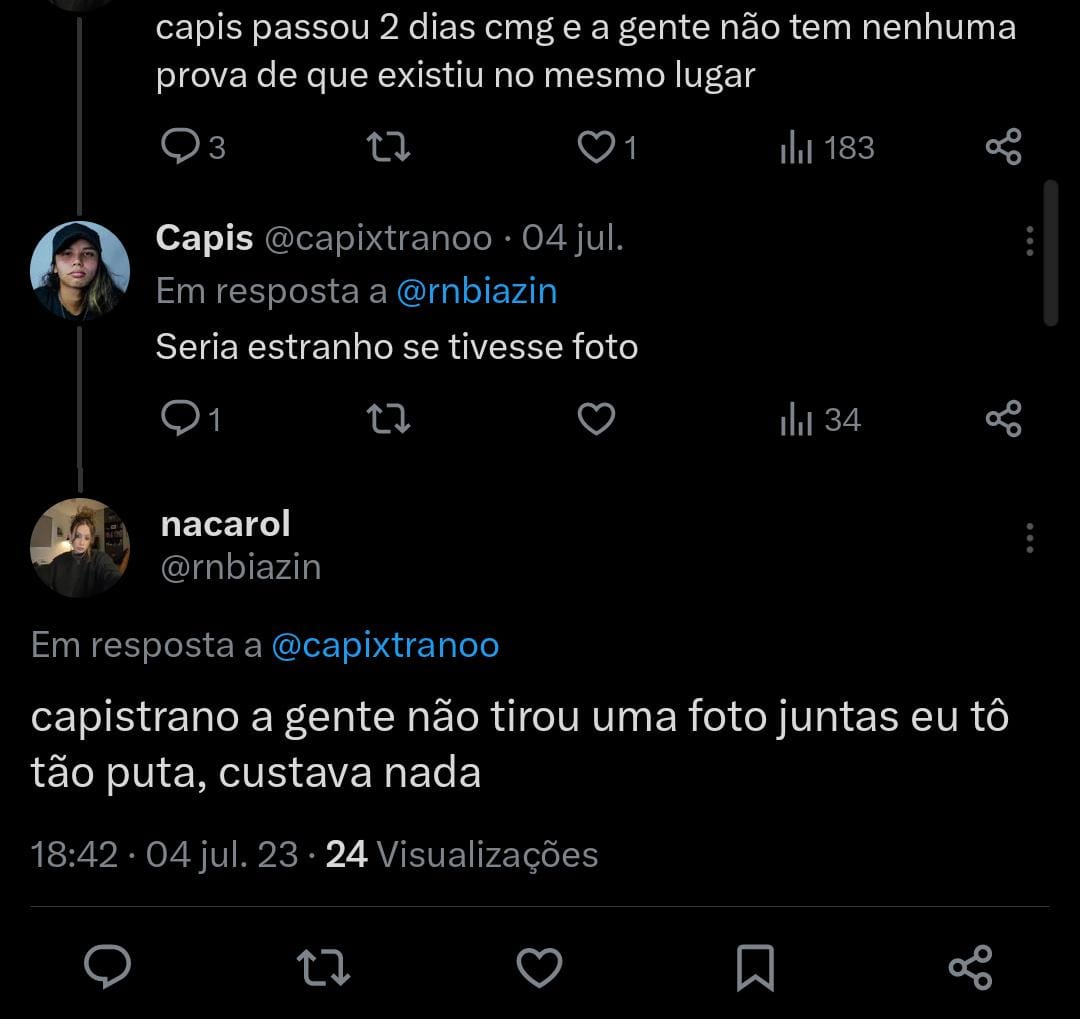 capis passou 2 dias cmg e a gente não tem nenhuma
prova de que existiu no mesmo lugar
3 1 183
Capis @capixtranoo · 04 jul.
Em resposta a @rnbiazin
Seria estranho se tivesse foto
1 34
nacarol
@rnbiazin
Em resposta a @capixtranoo
capistrano a gente não tirou uma foto juntas eu tô
tão puta, custava nada
18:42 · 04 jul. 23 · 24 Visualizações